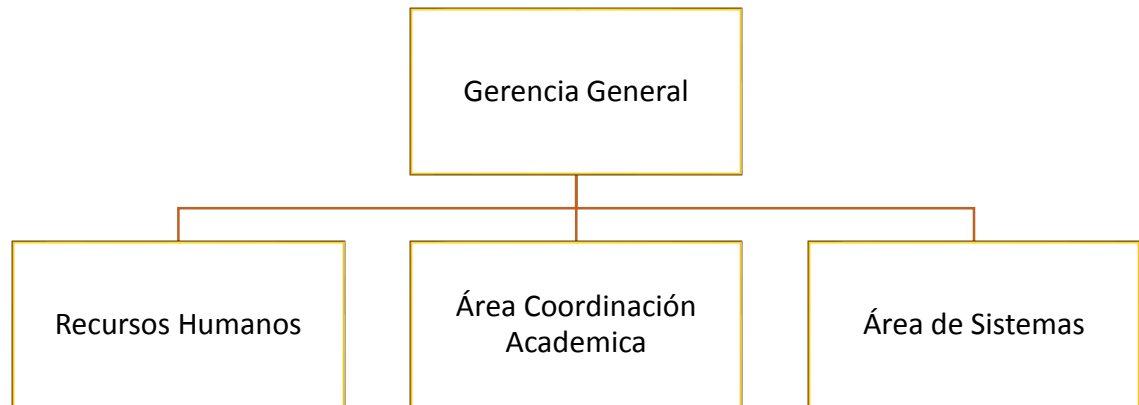 Gerencia General
Recursos Humanos
Área Coordinación
Academica
Área de Sistemas